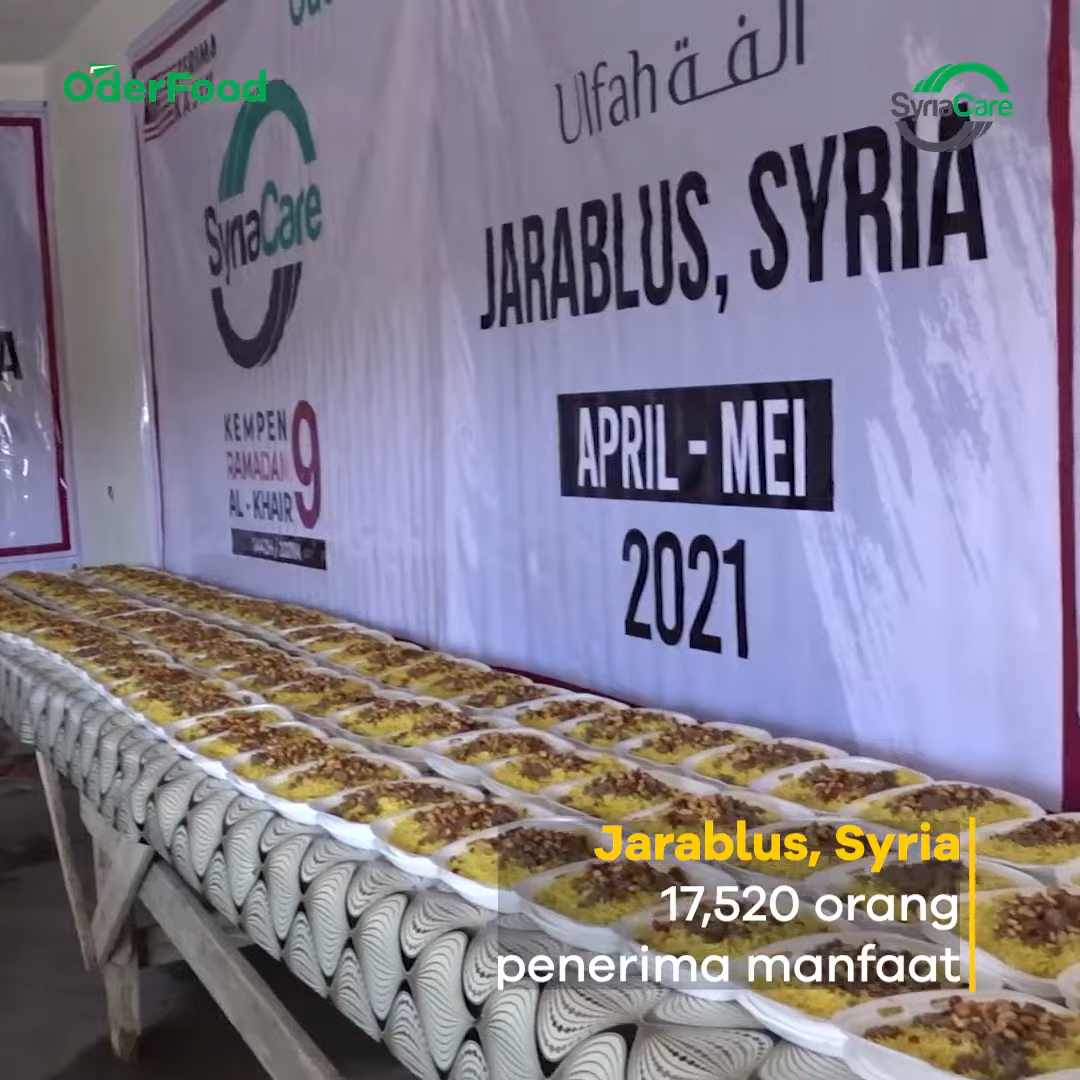 OderFood
SyriaCare
Ulfah الفة
SyriaCare
JARABLUS, SYRIA
KEMPEN
RAMADAN
AL - KHAIR
9
APRIL - MEI
2021
A
Jarablus, Syria
17,520 orang
penerima manfaat